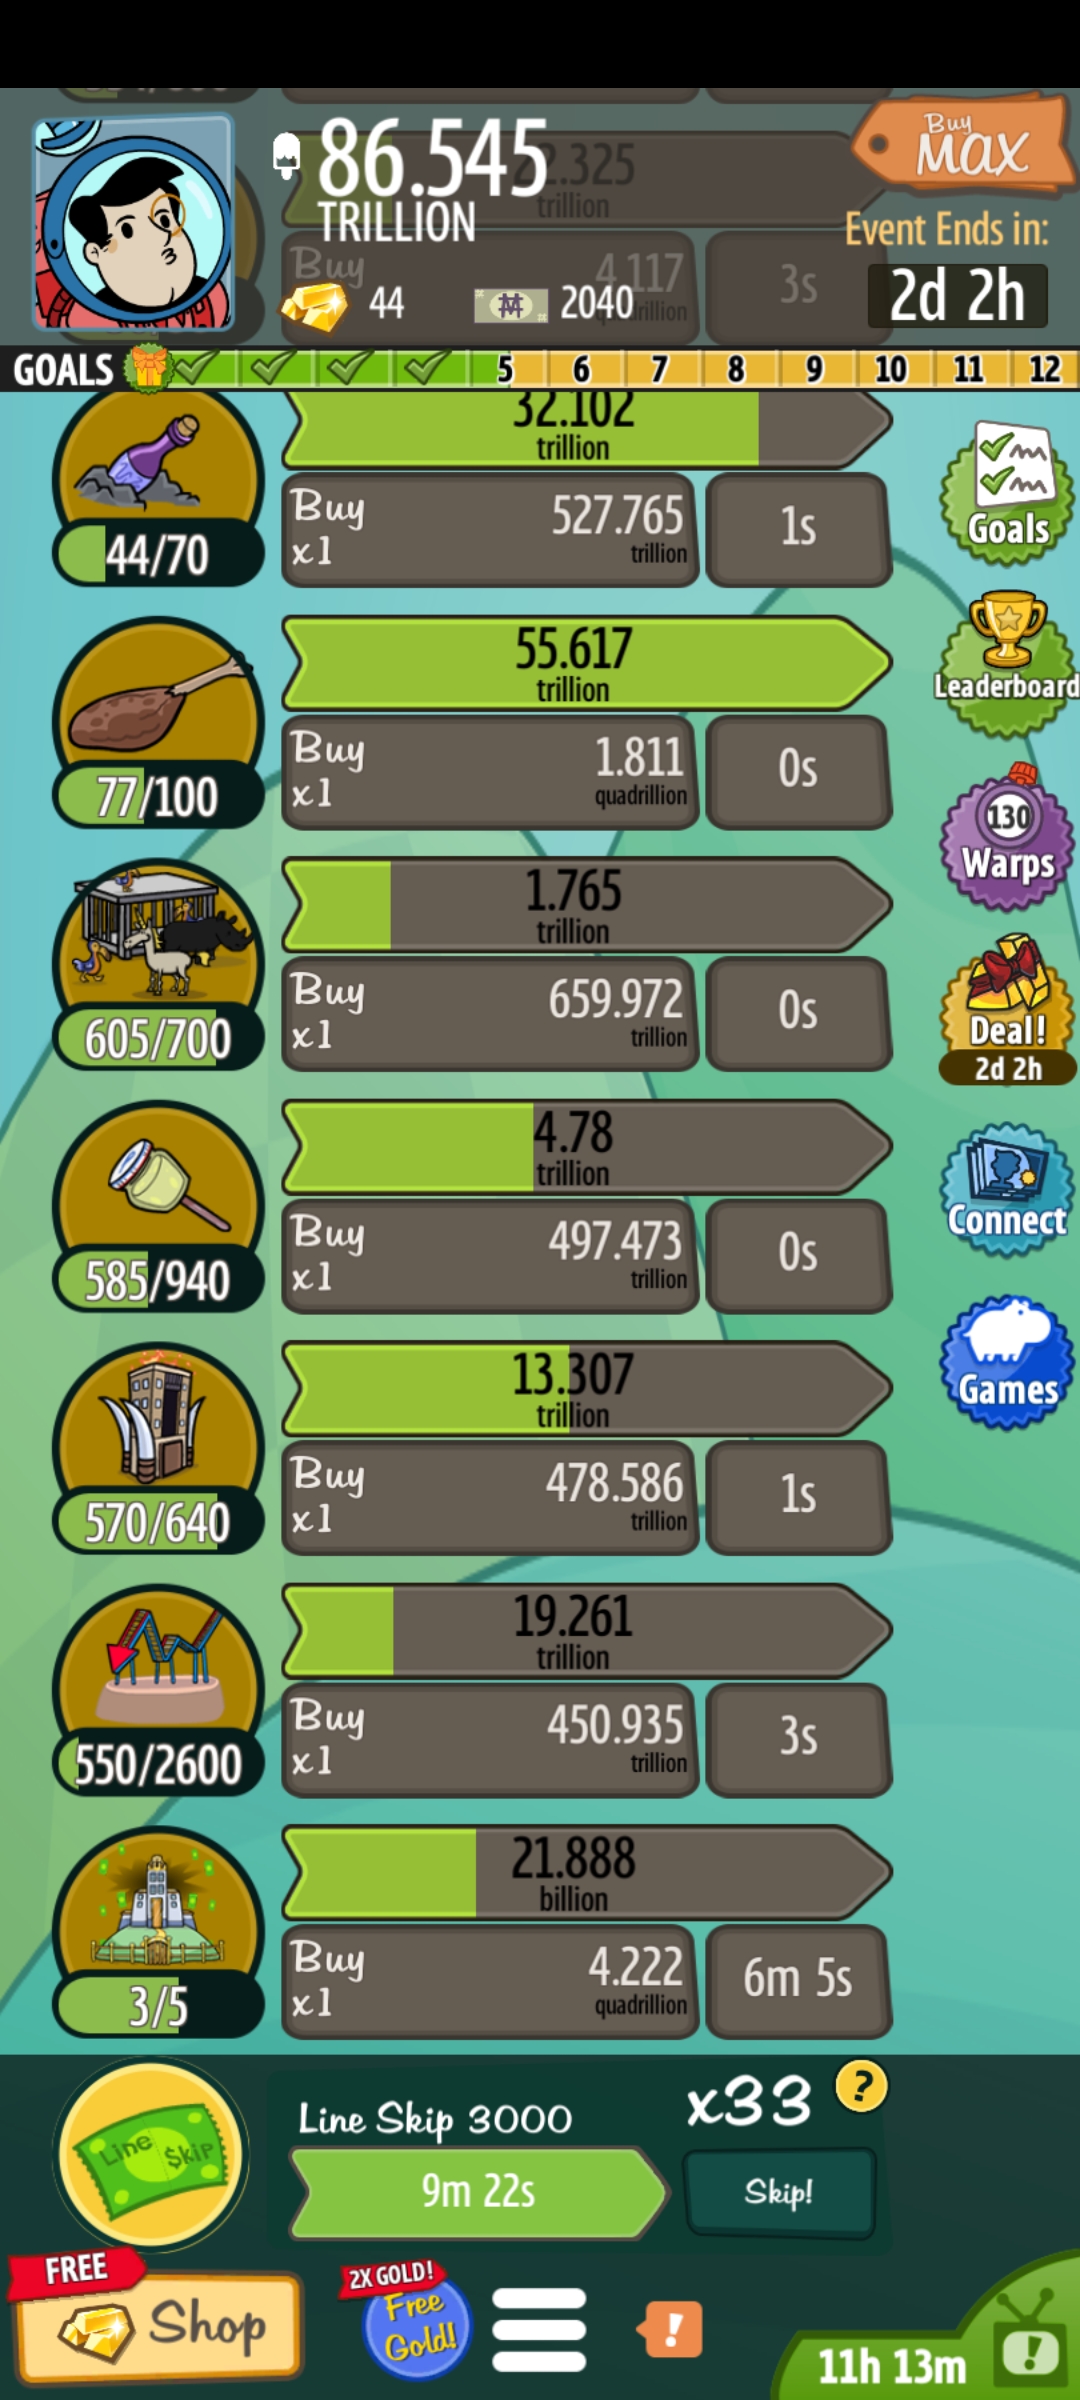 86.545
TRILLION
44
2040
Buy
MAX
Event Ends in:
2d 2h
trillion
Buy
4.117
3s
GOALS
5
6
7
8
9
10
11
12
32.102
trillion
Buy
x1
527.765
trillion
1s
44/70
Goals
55.617
trillion
Buy
x1
1.811
quadrillion
0s
77/100
Leaderboard
130
Warps
1.765
trillion
Buy
x1
659.972
trillion
0s
605/700
Deal!
2d 2h
4.78
trillion
Buy
x1
497.473
trillion
0s
585/940
Connect
13.307
trillion
Buy
x1
478.586
trillion
1s
570/640
Games
19.261
trillion
Buy
x1
450.935
trillion
3s
550/2600
21.888
billion
Buy
x1
4.222
quadrillion
6m 5s
3/5
Line $kip
Line Skip 3000
x33
?
9m 22s
Skip!
FREE
Shop
2X GOLD!
Free
Gold!
!
11h 13m
!